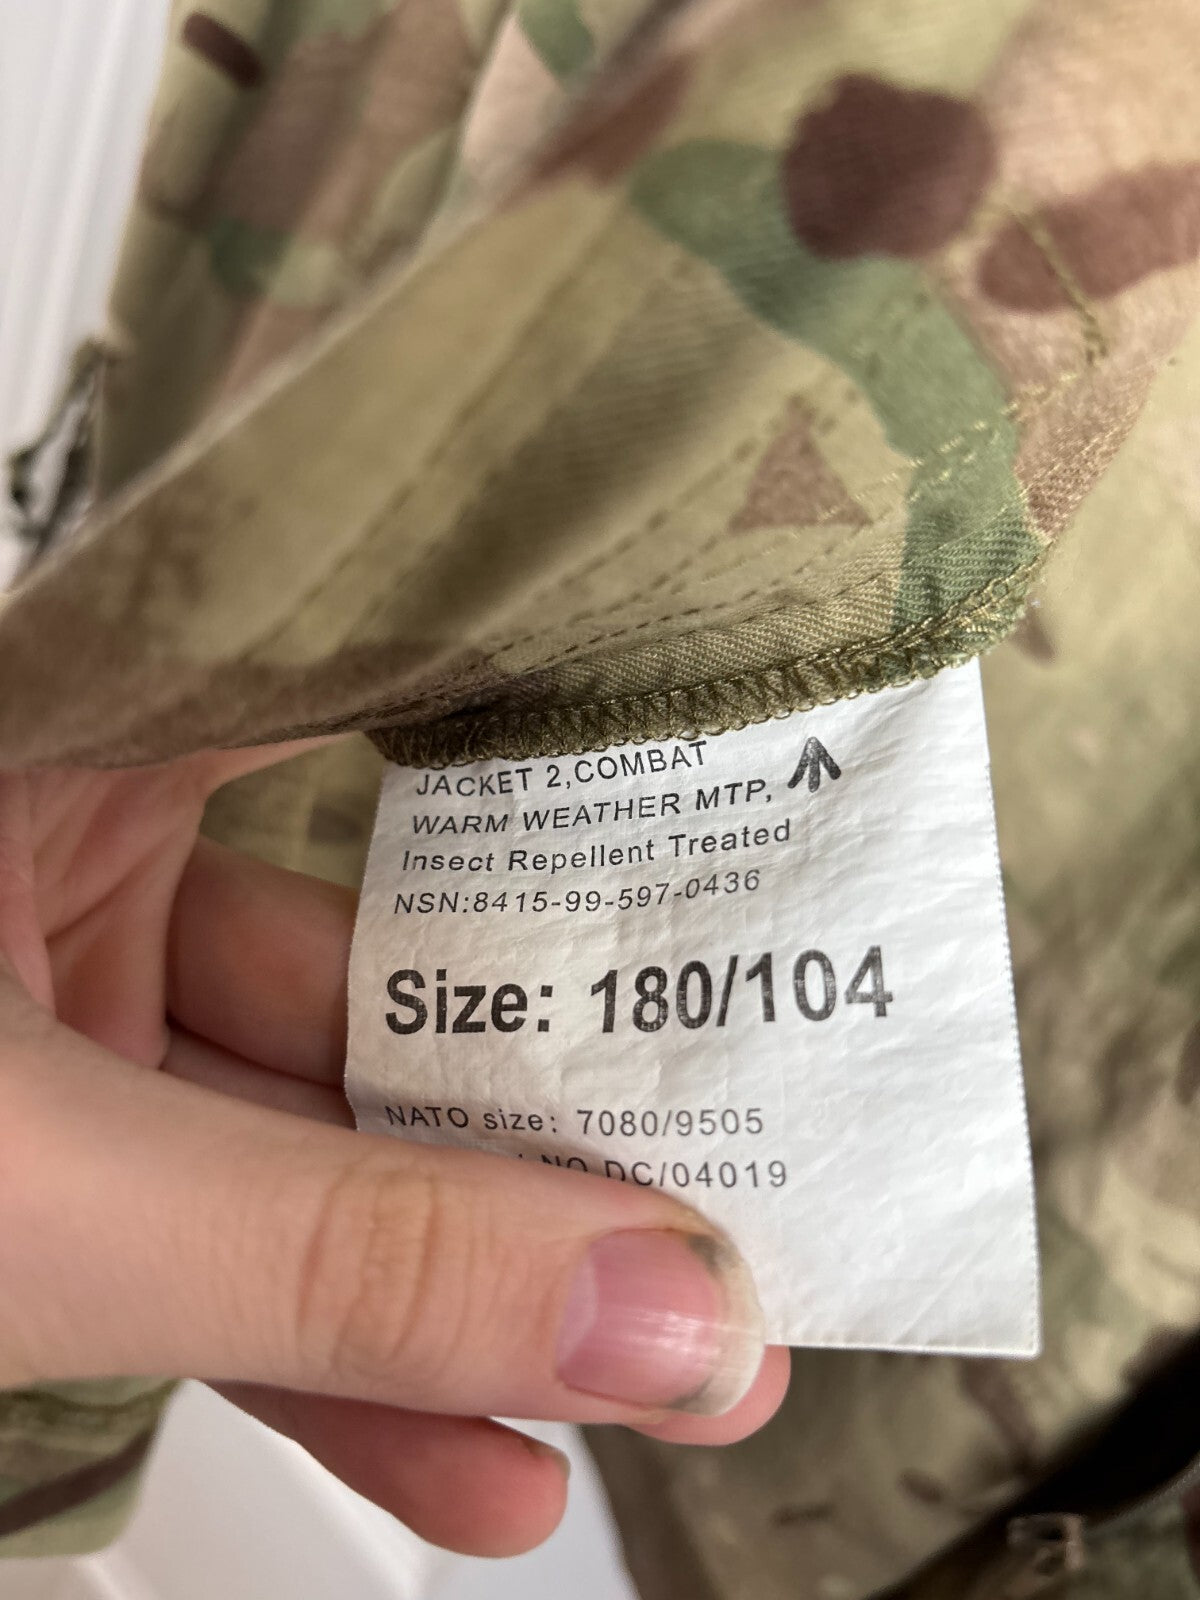 JACKET 2,COMBAT
WARM WEATHER MTP,
Insect Repellent Treated
NSN:8415-99-597-0436
Size: 180/104
NATO size: 7080/9505
NO DC/04019